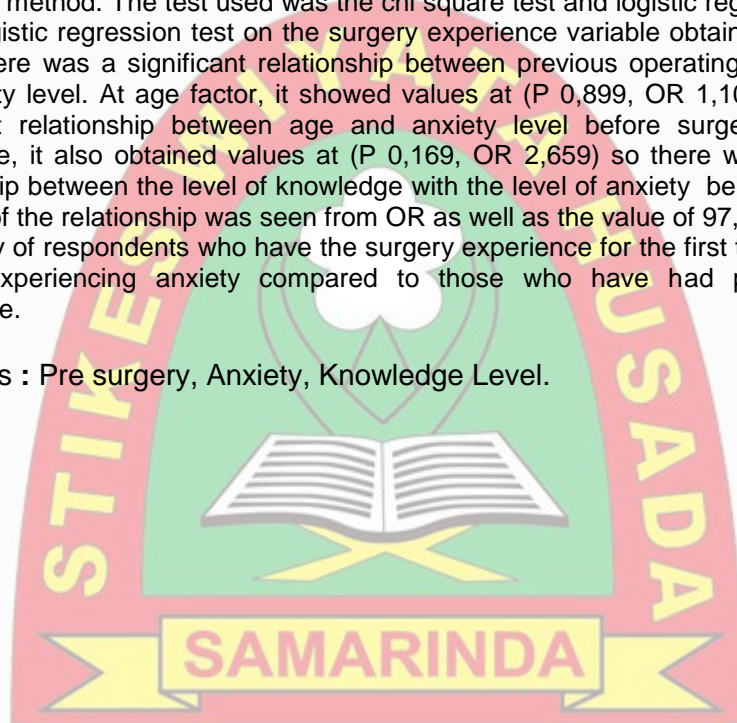 method. The test used was the chi square test and logistic reg
gistic regression test on the surgery experience variable obtain
ere was a significant relationship between previous operating
ty level. At age factor, it showed values at (P 0,899, OR 1,10
t relationship between age and anxiety level before surge
e, it also obtained values at (P 0,169, OR 2,659) so there w
ip between the level of knowledge with the level of anxiety be
of the relationship was seen from OR as well as the value of 97,
y of respondents who have the surgery experience for the first t
xperiencing anxiety compared to those who have had p
e.
s : Pre surgery, Anxiety, Knowledge Level.
STIKES WIYATA HUSADA
SAMARINDA